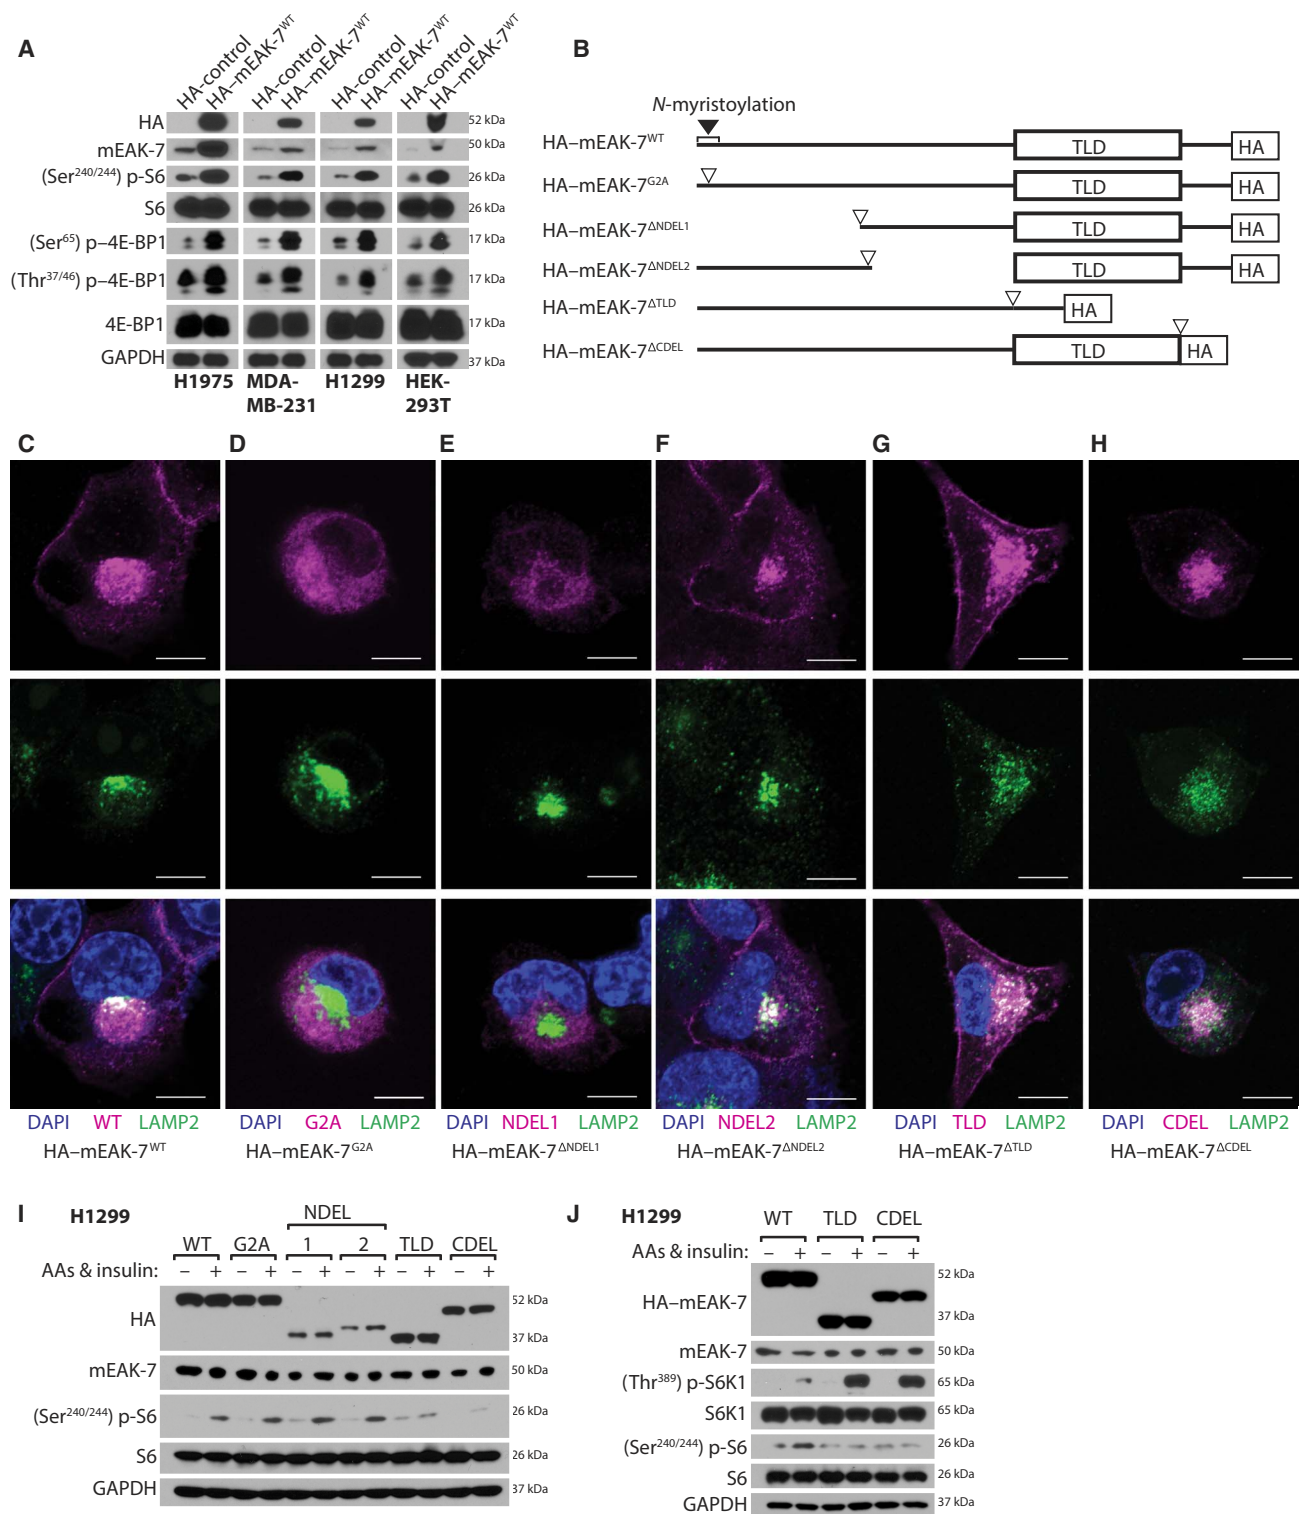 A
HA-control
HA–mEAK-7WT
HA-control
HA–mEAK-7WT
HA-control
HA–mEAK-7WT
HA-control
HA–mEAK-7WT
HA
52 kDa
mEAK-7
50 kDa
(Ser240/244) p-S6
26 kDa
S6
26 kDa
(Ser65) p–4E-BP1
17 kDa
(Thr37/46) p–4E-BP1
17 kDa
4E-BP1
17 kDa
GAPDH
37 kDa
H1975
MDA-MB-231
H1299
HEK-293T
B
N-myristoylation
HA–mEAK-7WT
TLD
HA
HA–mEAK-7G2A
TLD
HA
HA–mEAK-7ΔNDEL1
TLD
HA
HA–mEAK-7ΔNDEL2
TLD
HA
HA–mEAK-7ΔTLD
HA
HA–mEAK-7ΔCDEL
TLD
HA
C
D
E
F
G
H
DAPI WT LAMP2
HA–mEAK-7WT
DAPI G2A LAMP2
HA–mEAK-7G2A
DAPI NDEL1 LAMP2
HA–mEAK-7ΔNDEL1
DAPI NDEL2 LAMP2
HA–mEAK-7ΔNDEL2
DAPI TLD LAMP2
HA–mEAK-7ΔTLD
DAPI CDEL LAMP2
HA–mEAK-7ΔCDEL
I
H1299
NDEL
WT G2A 1 2 TLD CDEL
AAs & insulin: – + – + – + – + – + – +
HA
52 kDa
37 kDa
mEAK-7
50 kDa
(Ser240/244) p-S6
26 kDa
S6
26 kDa
GAPDH
37 kDa
J
H1299
WT TLD CDEL
AAs & insulin: – + – + – +
HA–mEAK-7
52 kDa
37 kDa
mEAK-7
50 kDa
(Thr389) p-S6K1
65 kDa
S6K1
65 kDa
(Ser240/244) p-S6
26 kDa
S6
26 kDa
GAPDH
37 kDa